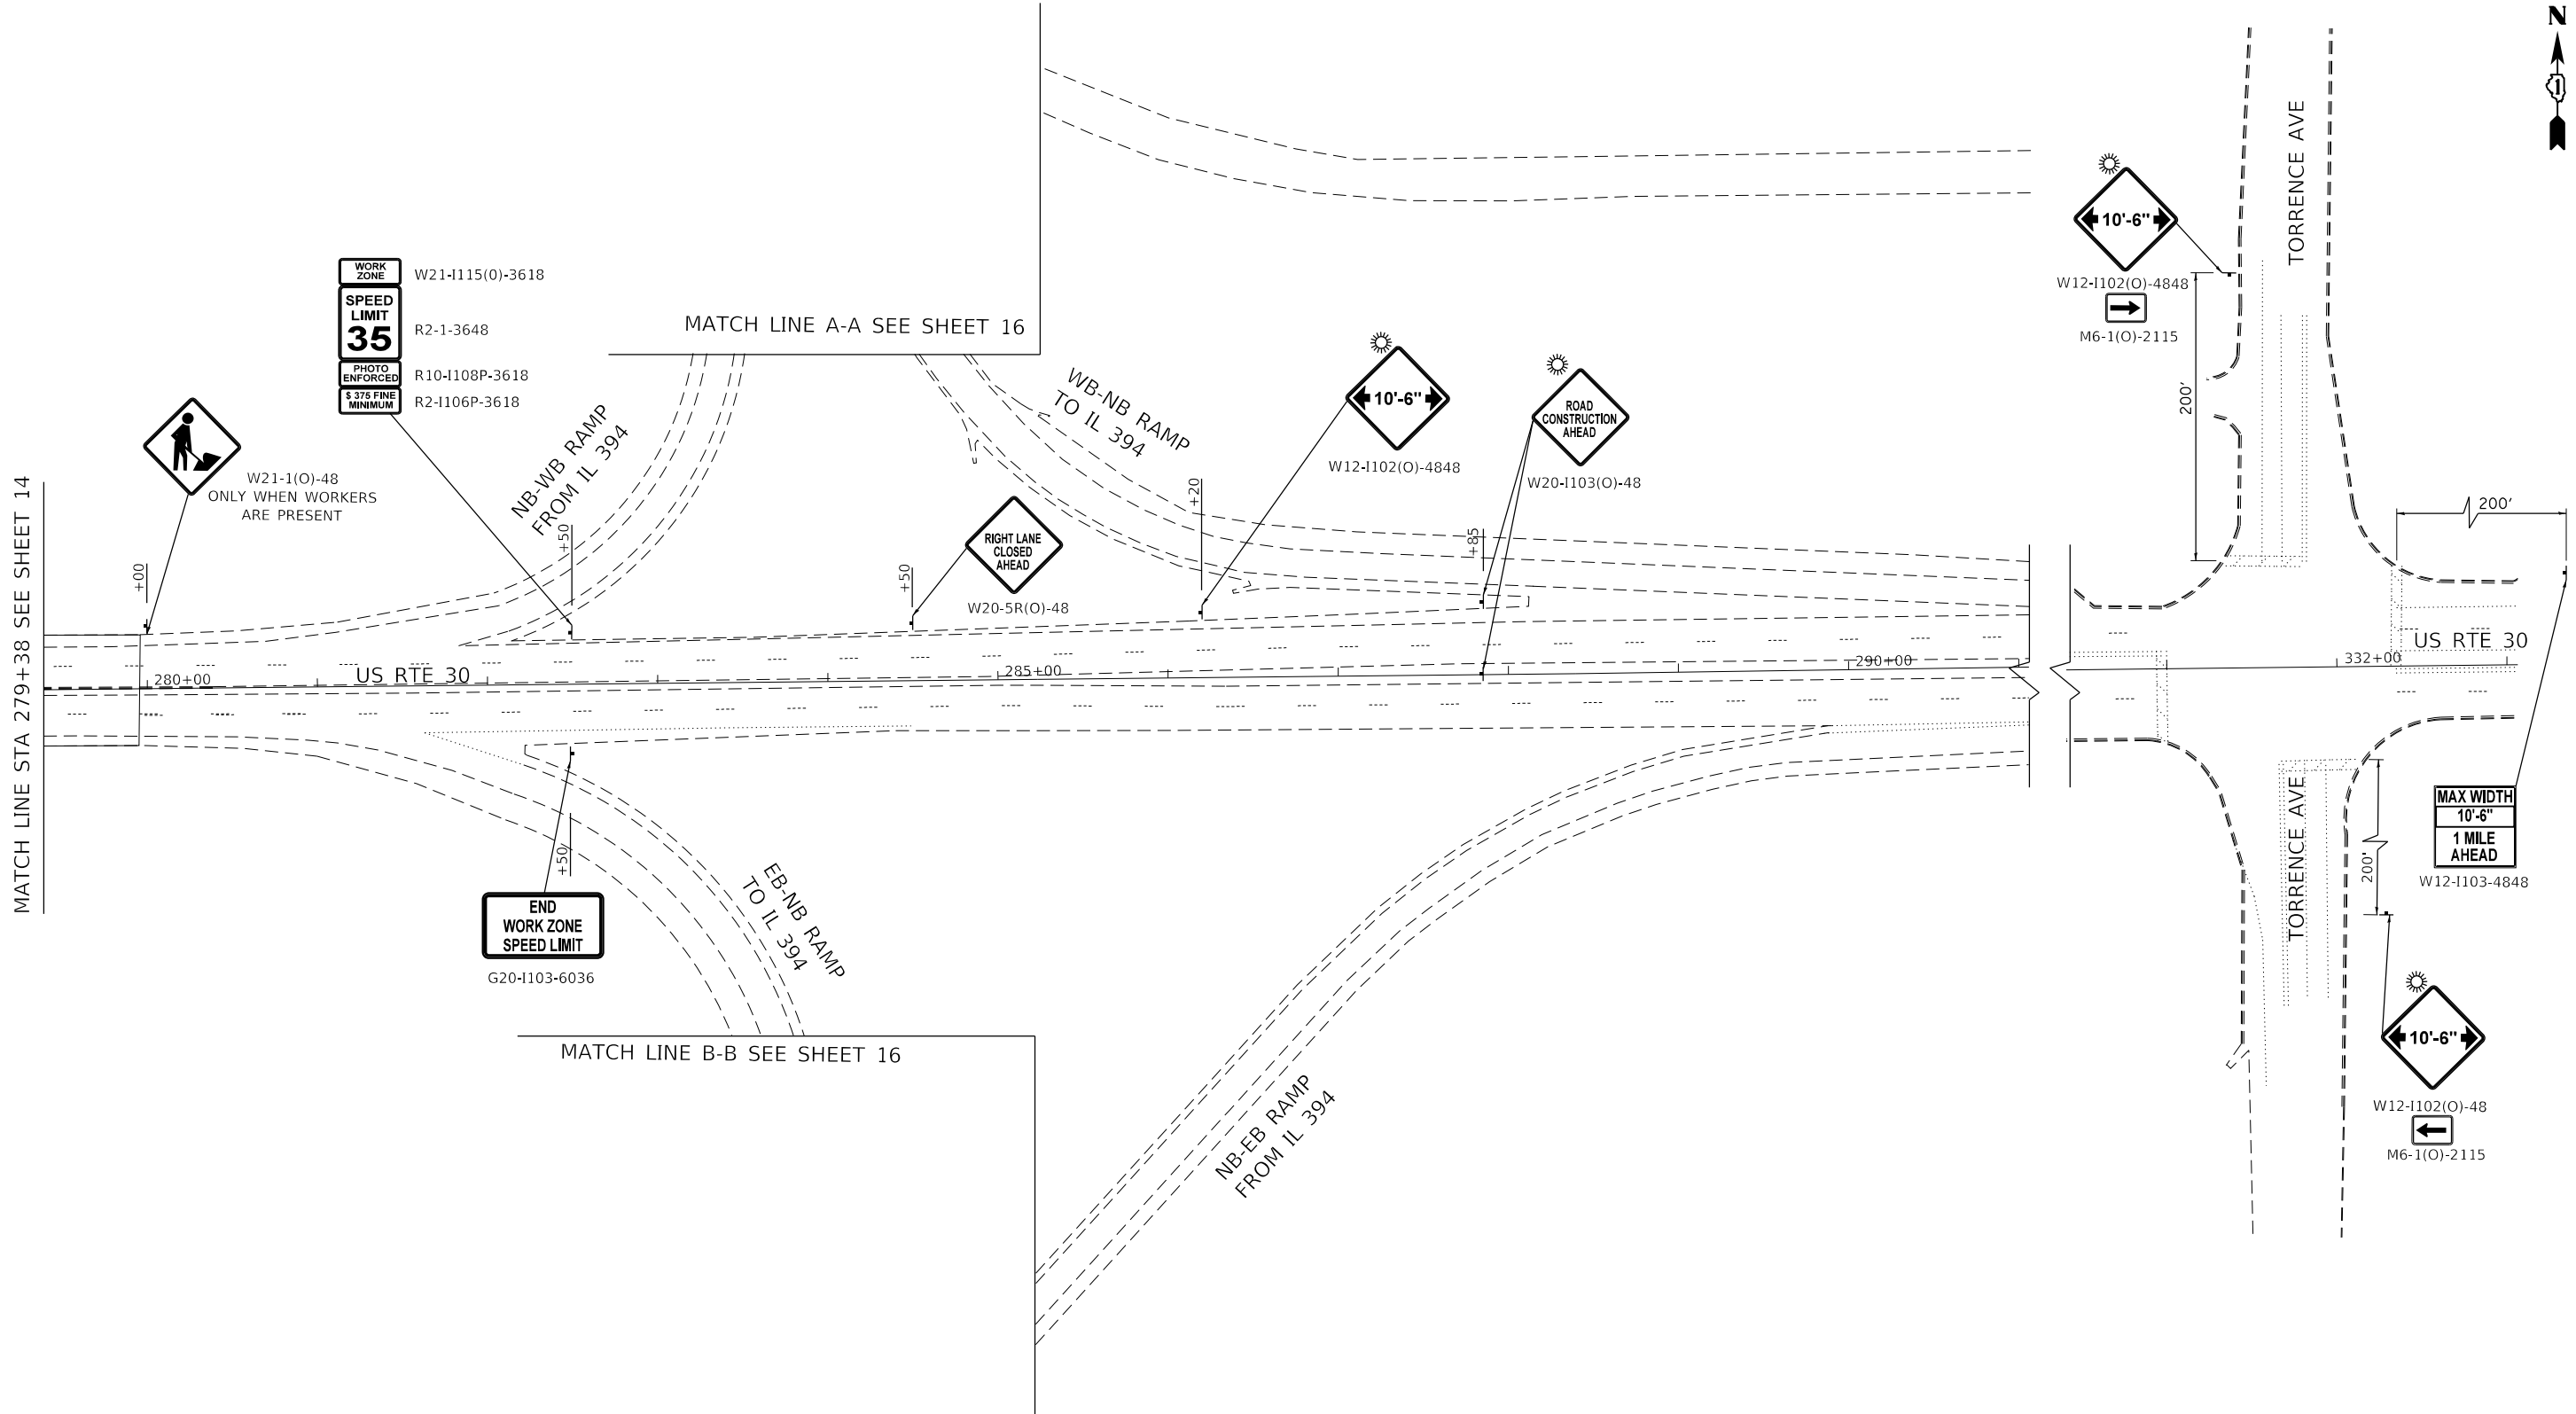 N
1
TORRENCE AVE
10'-6"
W12-I102(O)-4848
M6-1(O)-2115
200'
WORK
ZONE
W21-I115(0)-3618
SPEED
LIMIT
35
R2-1-3648
PHOTO
ENFORCED
R10-I108P-3618
$ 375 FINE
MINIMUM
R2-I106P-3618
MATCH LINE A-A SEE SHEET 16
10'-6"
W12-I102(O)-4848
ROAD
CONSTRUCTION
AHEAD
W20-I103(O)-48
WB-NB RAMP
TO IL 394
NB-WB RAMP
FROM IL 394
W21-1(O)-48
ONLY WHEN WORKERS
ARE PRESENT
RIGHT LANE
CLOSED
AHEAD
W20-5R(O)-48
MATCH LINE STA 279+38 SEE SHEET 14
+00
+50
+50
+20
+85
200'
280+00
US RTE 30
285+00
290+00
332+00
US RTE 30
+50
END
WORK ZONE
SPEED LIMIT
G20-I103-6036
EB-NB RAMP
TO IL 394
MATCH LINE B-B SEE SHEET 16
NB-EB RAMP
FROM IL 394
TORRENCE AVE
200'
MAX WIDTH
10'-6"
1 MILE
AHEAD
W12-I103-4848
10'-6"
W12-I102(O)-48
M6-1(O)-2115